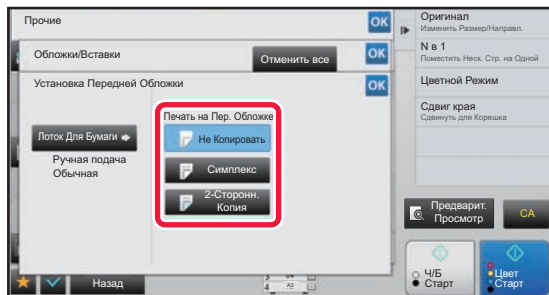 Прочие
OK
Обложки/Вставки
Отменить все
OK
Установка Передней Обложки
OK
Лоток Для Бумаги
Ручная подача
Обычная
Печать на Пер. Обложке
Не Копировать
Симплекс
2-Сторонн.
Копия
Назад
A3
4
Оригинал
Изменить Размер/Направл.
N в 1
Поместить Неск. Стр. на Одной
Цветной Режим
Сдвиг края
Сдвинуть для Корешка
Предварит.
Просмотр
CA
Ч/Б
Старт
Цвет
Старт